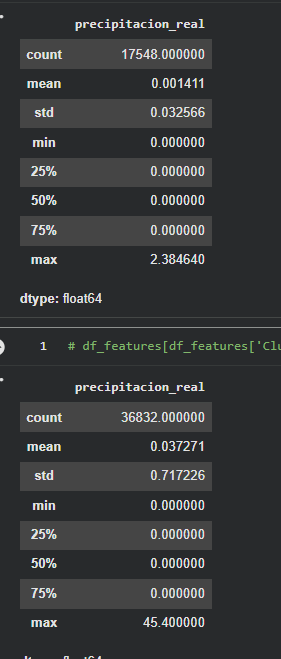 precipitacion_real
count 17548.000000
mean 0.001411
std 0.032566
min 0.000000
25% 0.000000
50% 0.000000
75% 0.000000
max 2.384640
dtype: float64
1 # df_features[df_features['Clu
precipitacion_real
count 36832.000000
mean 0.037271
std 0.717226
min 0.000000
25% 0.000000
50% 0.000000
75% 0.000000
max 45.400000